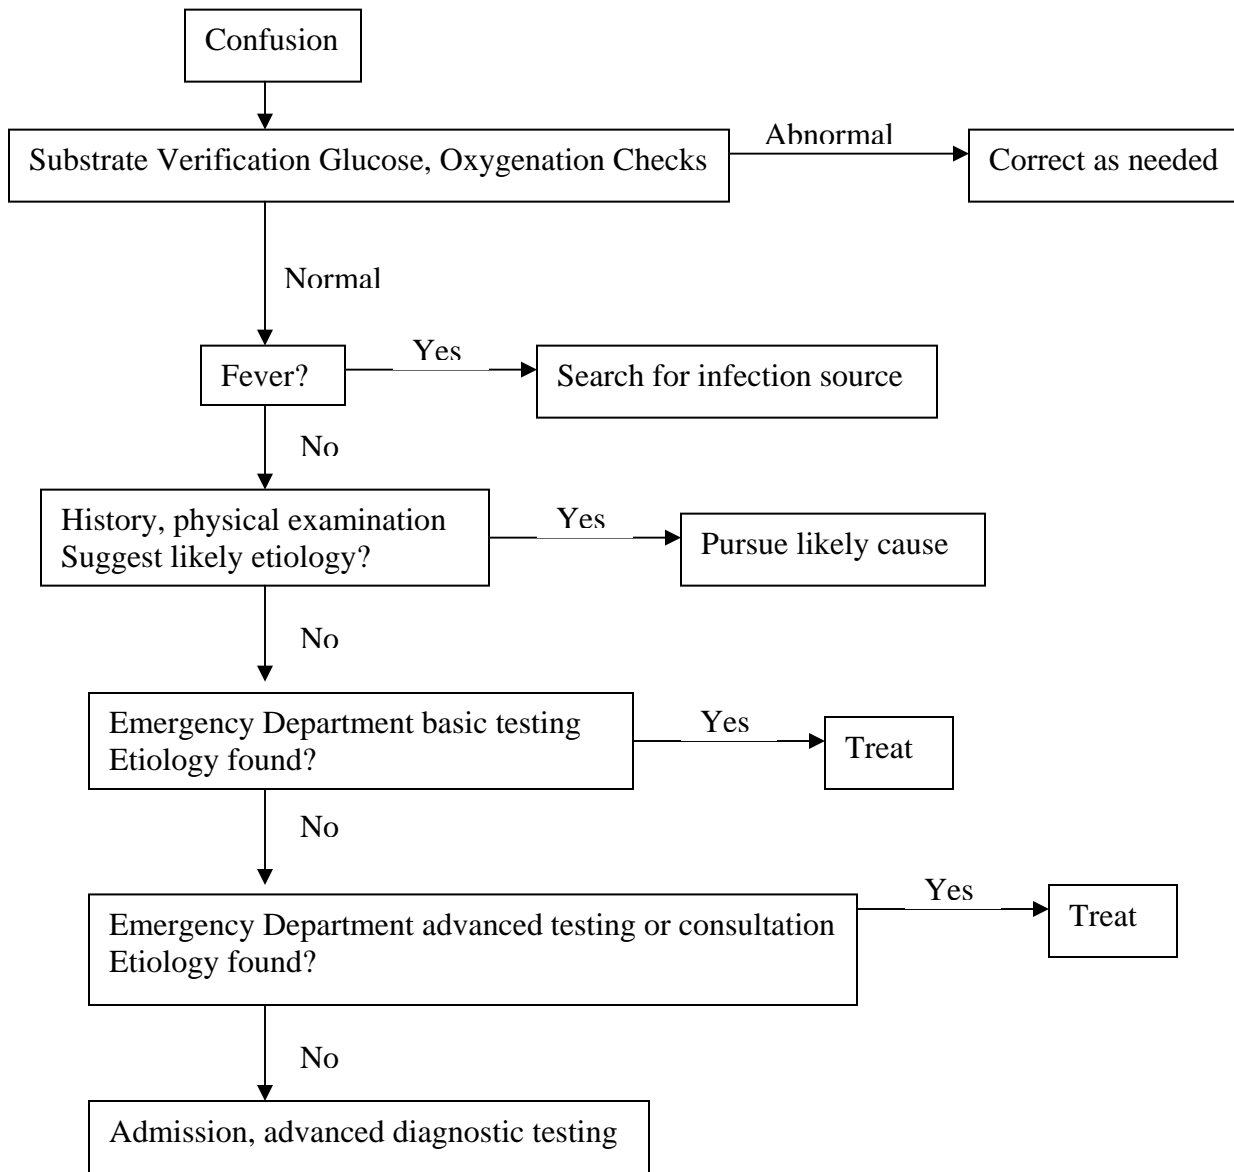 Confusion
Substrate Verification Glucose, Oxygenation Checks
Abnormal
Correct as needed
Normal
Fever?
Yes
Search for infection source
No
History, physical examination
Suggest likely etiology?
Yes
Pursue likely cause
No
Emergency Department basic testing
Etiology found?
Yes
Treat
No
Emergency Department advanced testing or consultation
Etiology found?
Yes
Treat
No
Admission, advanced diagnostic testing